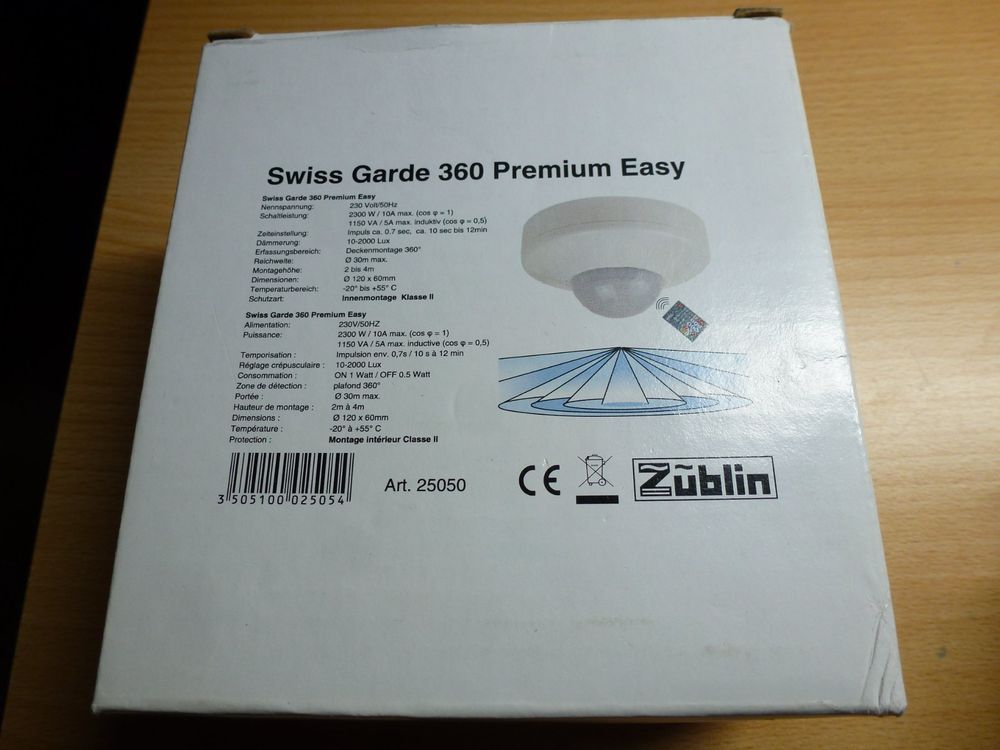 Swiss Garde 360 Premium Easy
Swiss Garde 360 Premium Easy
Nennspannung: 230 Volt/50Hz
Schaltleistung: 2300 W / 10A max. (cos φ = 1)
1150 VA / 5A max. induktiv (cos φ = 0,5)
Zeiteinstellung: Impuls ca. 0.7 sec, ca. 10 sec bis 12min
Dämmerung: 10-2000 Lux
Erfassungsbereich: Deckenmontage 360°
Reichweite: Ø 30m max.
Montagehöhe: 2 bis 4m
Dimensionen: Ø 120 x 60mm
Temperaturbereich: -20° bis +55° C
Schutzart: Innenmontage Klasse II
Swiss Garde 360 Premium Easy
Alimentation: 230V/50HZ
Puissance: 2300 W / 10A max. (cos φ = 1)
1150 VA / 5A max. inductive (cos φ = 0,5)
Temporisation : Impulsion env. 0,7s / 10 s à 12 min
Réglage crépusculaire : 10-2000 Lux
Consommation : ON 1 Watt / OFF 0.5 Watt
Zone de détection : plafond 360°
Portée : Ø 30m max.
Hauteur de montage : 2m à 4m
Dimensions : Ø 120 x 60mm
Température : -20° à +55° C
Protection : Montage intérieur Classe II
3 505100 025054
Art. 25050
CE
Züblin